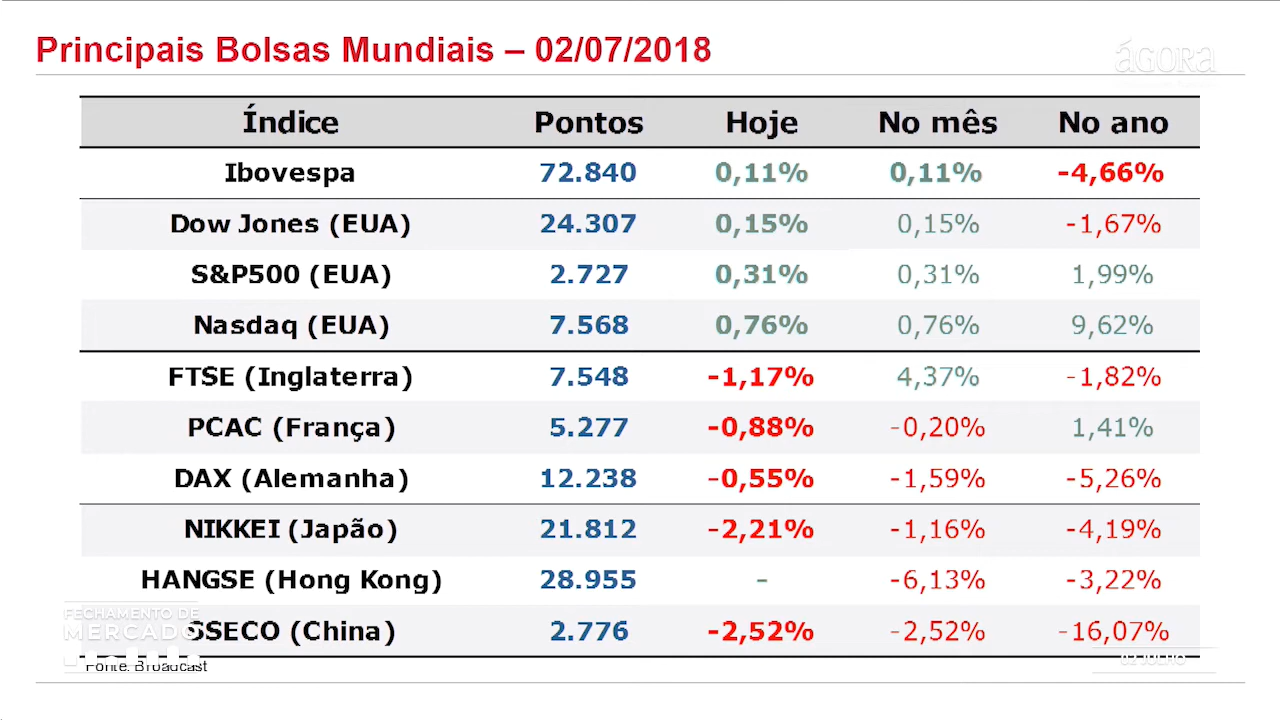 Principais Bolsas Mundiais – 02/07/2018
ÁGORA
Índice Pontos Hoje No mês No ano
Ibovespa 72.840 0,11% 0,11% -4,66%
Dow Jones (EUA) 24.307 0,15% 0,15% -1,67%
S&P500 (EUA) 2.727 0,31% 0,31% 1,99%
Nasdaq (EUA) 7.568 0,76% 0,76% 9,62%
FTSE (Inglaterra) 7.548 -1,17% 4,37% -1,82%
PCAC (França) 5.277 -0,88% -0,20% 1,41%
DAX (Alemanha) 12.238 -0,55% -1,59% -5,26%
NIKKEI (Japão) 21.812 -2,21% -1,16% -4,19%
HANGSE (Hong Kong) 28.955 - -6,13% -3,22%
SSECO (China) 2.776 -2,52% -2,52% -16,07%
FECHAMENTO DE
MERCADO
Fonte: Broadcast
02 JULHO